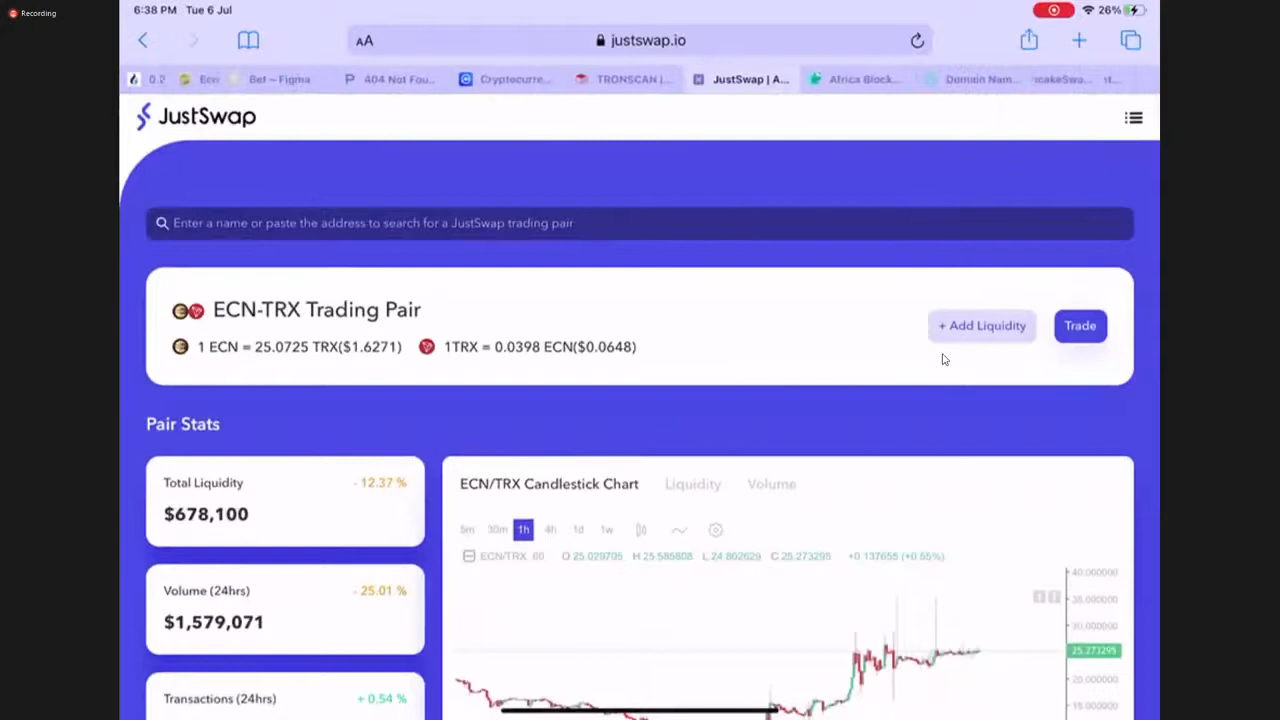 Recording
6:38 PM Tue 6 Jul
26%
AA
justswap.io
0.2
Bet – Figma
404 Not Fou...
Cryptocurre...
TRONSCAN |...
JustSwap | A...
Africa Block...
Domain Nam...
JustSwap
Enter a name or paste the address to search for a JustSwap trading pair
ECN-TRX Trading Pair
+ Add Liquidity
Trade
1 ECN = 25.0725 TRX($1.6271)
1TRX = 0.0398 ECN($0.0648)
Pair Stats
Total Liquidity
- 12.37 %
$678,100
Volume (24hrs)
- 25.01 %
$1,579,071
Transactions (24hrs)
+ 0.54 %
ECN/TRX Candlestick Chart
Liquidity
Volume
5m 30m 1h 4h 1d 1w
ECN/TRX 60 O 25.029705 H 25.585808 L 24.802629 C 25.273295 +0.137655 (+0.55%)
40.000000
35.000000
30.000000
25.273295
20.000000
15.000000